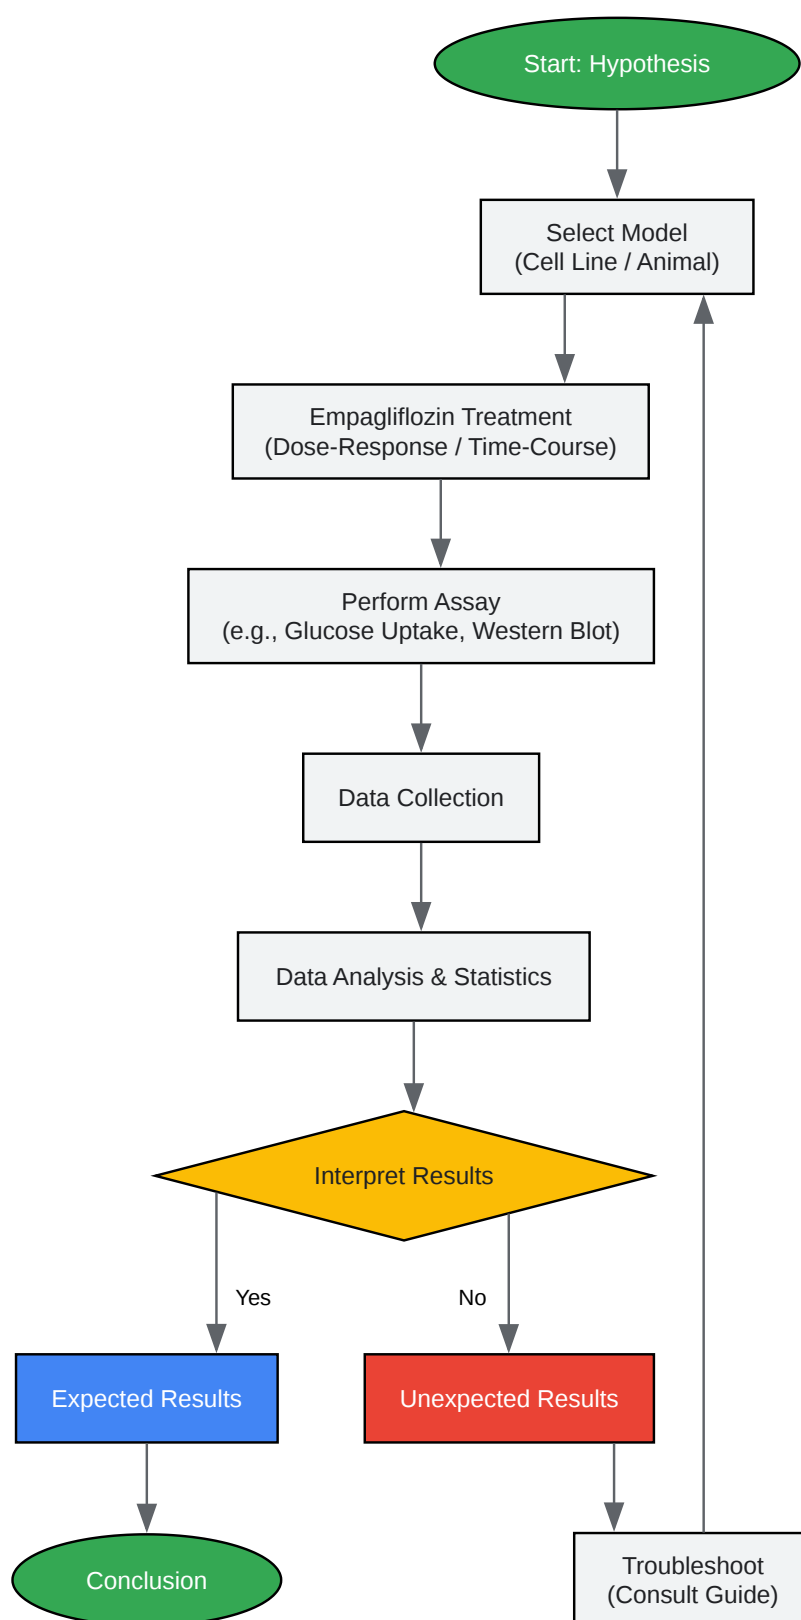 Start: Hypothesis
Select Model
(Cell Line / Animal)
Empagliflozin Treatment
(Dose-Response / Time-Course)
Perform Assay
(e.g., Glucose Uptake, Western Blot)
Data Collection
Data Analysis & Statistics
Interpret Results
Yes
No
Expected Results
Unexpected Results
Conclusion
Troubleshoot
(Consult Guide)